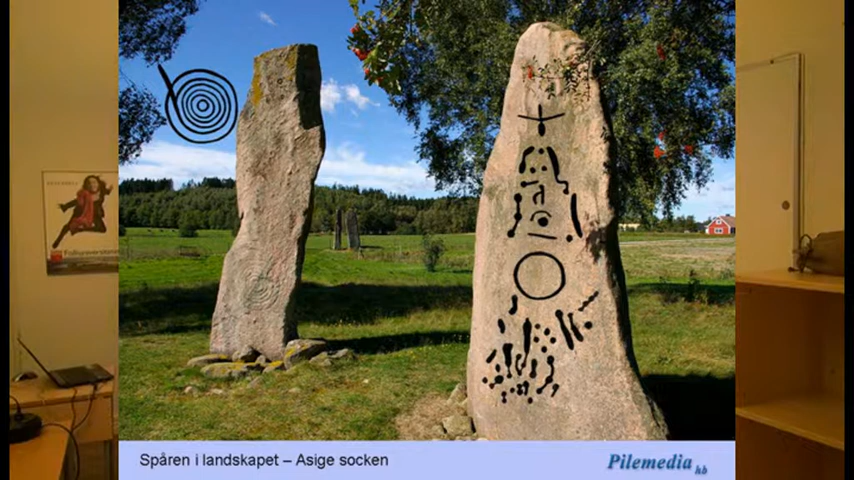 Spåren i landskapet – Asige socken
Pilemedia hb